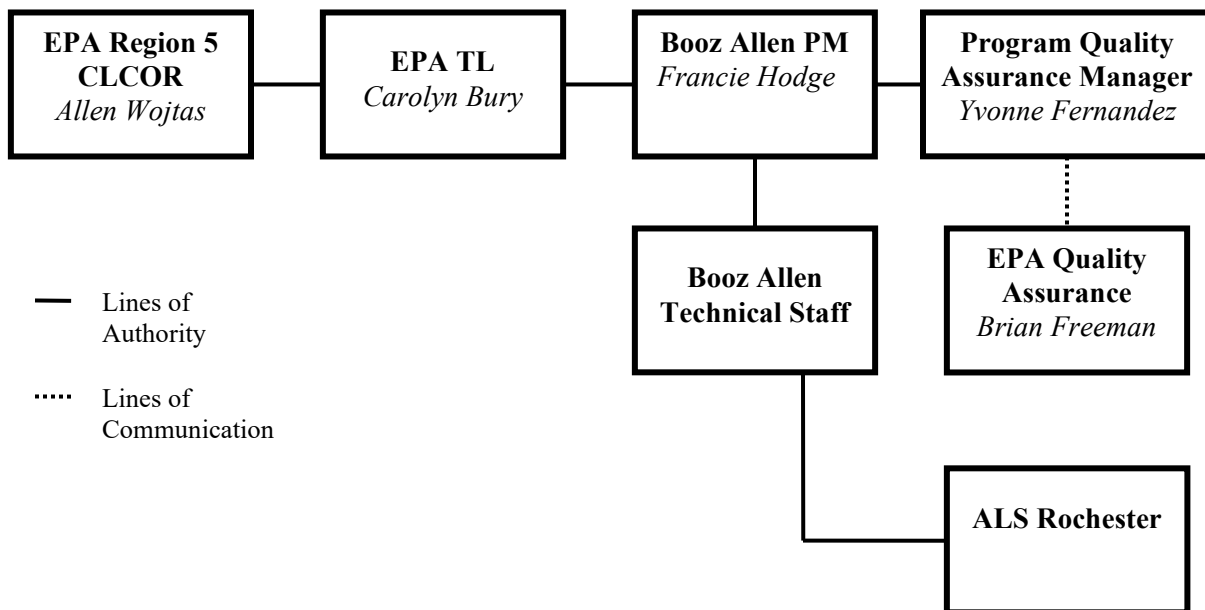 EPA Region 5
CLCOR
Allen Wojtas
EPA TL
Carolyn Bury
Booz Allen PM
Francie Hodge
Program Quality
Assurance Manager
Yvonne Fernandez
Booz Allen
Technical Staff
EPA Quality
Assurance
Brian Freeman
Lines of
Authority
Lines of
Communication
ALS Rochester